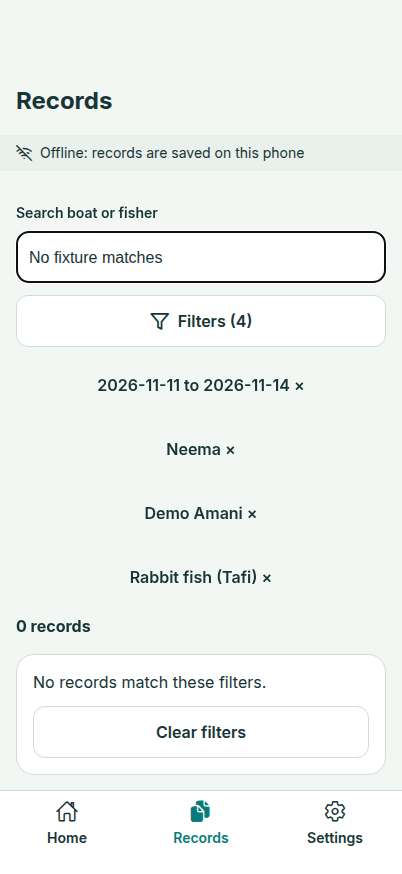 Records
Offline: records are saved on this phone
Search boat or fisher
No fixture matches
Filters (4)
2026-11-11 to 2026-11-14 ×
Neema ×
Demo Amani ×
Rabbit fish (Tafi) ×
0 records
No records match these filters.
Clear filters
Home
Records
Settings